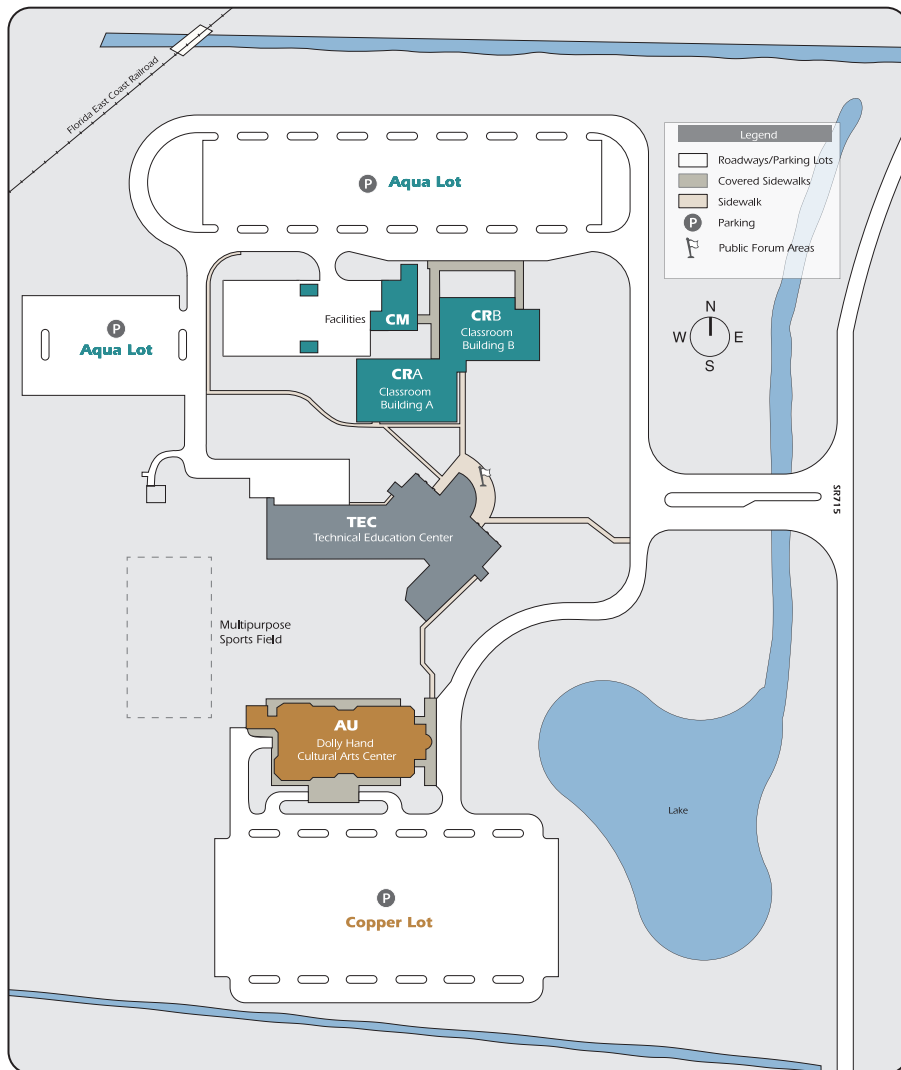 Florida East Coast Railroad
Legend
Roadways/Parking Lots
Covered Sidewalks
Sidewalk
P
Parking
Public Forum Areas
P
Aqua Lot
P
Aqua Lot
Facilities
CM
CRB
Classroom
Building B
CRA
Classroom
Building A
N
W
E
S
SR715
TEC
Technical Education Center
Multipurpose
Sports Field
AU
Dolly Hand
Cultural Arts Center
Lake
P
Copper Lot